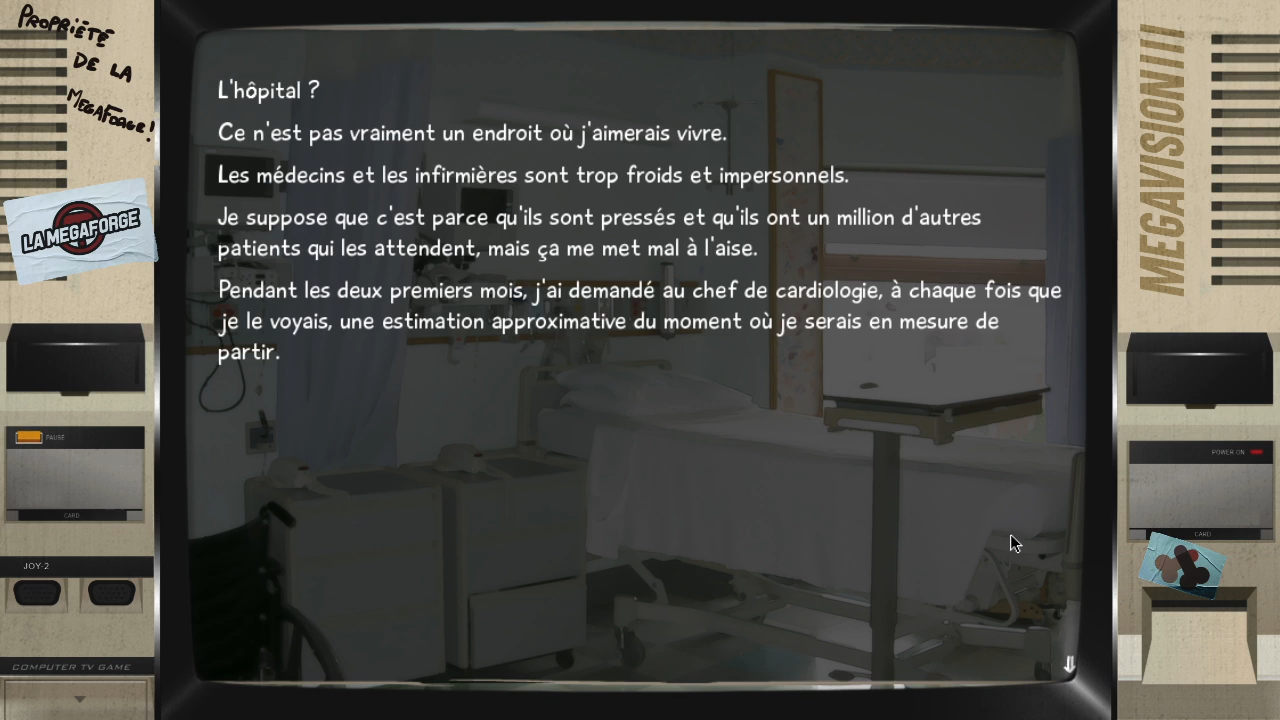 PROPRIÉTÉ
DE LA
MEGAFORGE!
LA MEGAFORGE
PAUSE
CARD
JOY-2
COMPUTER TV GAME
L'hôpital ?
Ce n'est pas vraiment un endroit où j'aimerais vivre.
Les médecins et les infirmières sont trop froids et impersonnels.
Je suppose que c'est parce qu'ils sont pressés et qu'ils ont un million d'autres
patients qui les attendent, mais ça me met mal à l'aise.
Pendant les deux premiers mois, j'ai demandé au chef de cardiologie, à chaque fois que
je le voyais, une estimation approximative du moment où je serais en mesure de
partir.
MEGAVISION III
POWER ON
CARD